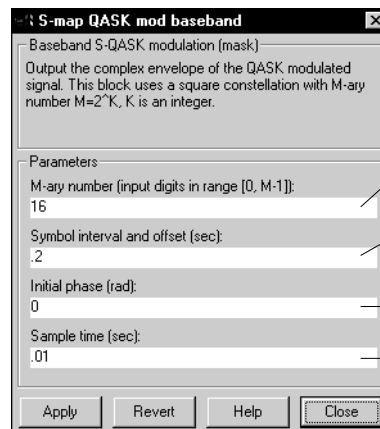 S-map QASK mod baseband
Baseband S-QASK modulation (mask)
Output the complex envelope of the QASK modulated
signal. This block uses a square constellation with M-ary
number M=2^K, K is an integer.
Parameters
M-ary number (input digits in range [0, M-1]):
16
Symbol interval and offset (sec):
.2
Initial phase (rad):
0
Sample time (sec):
.01
Apply Revert Help Close